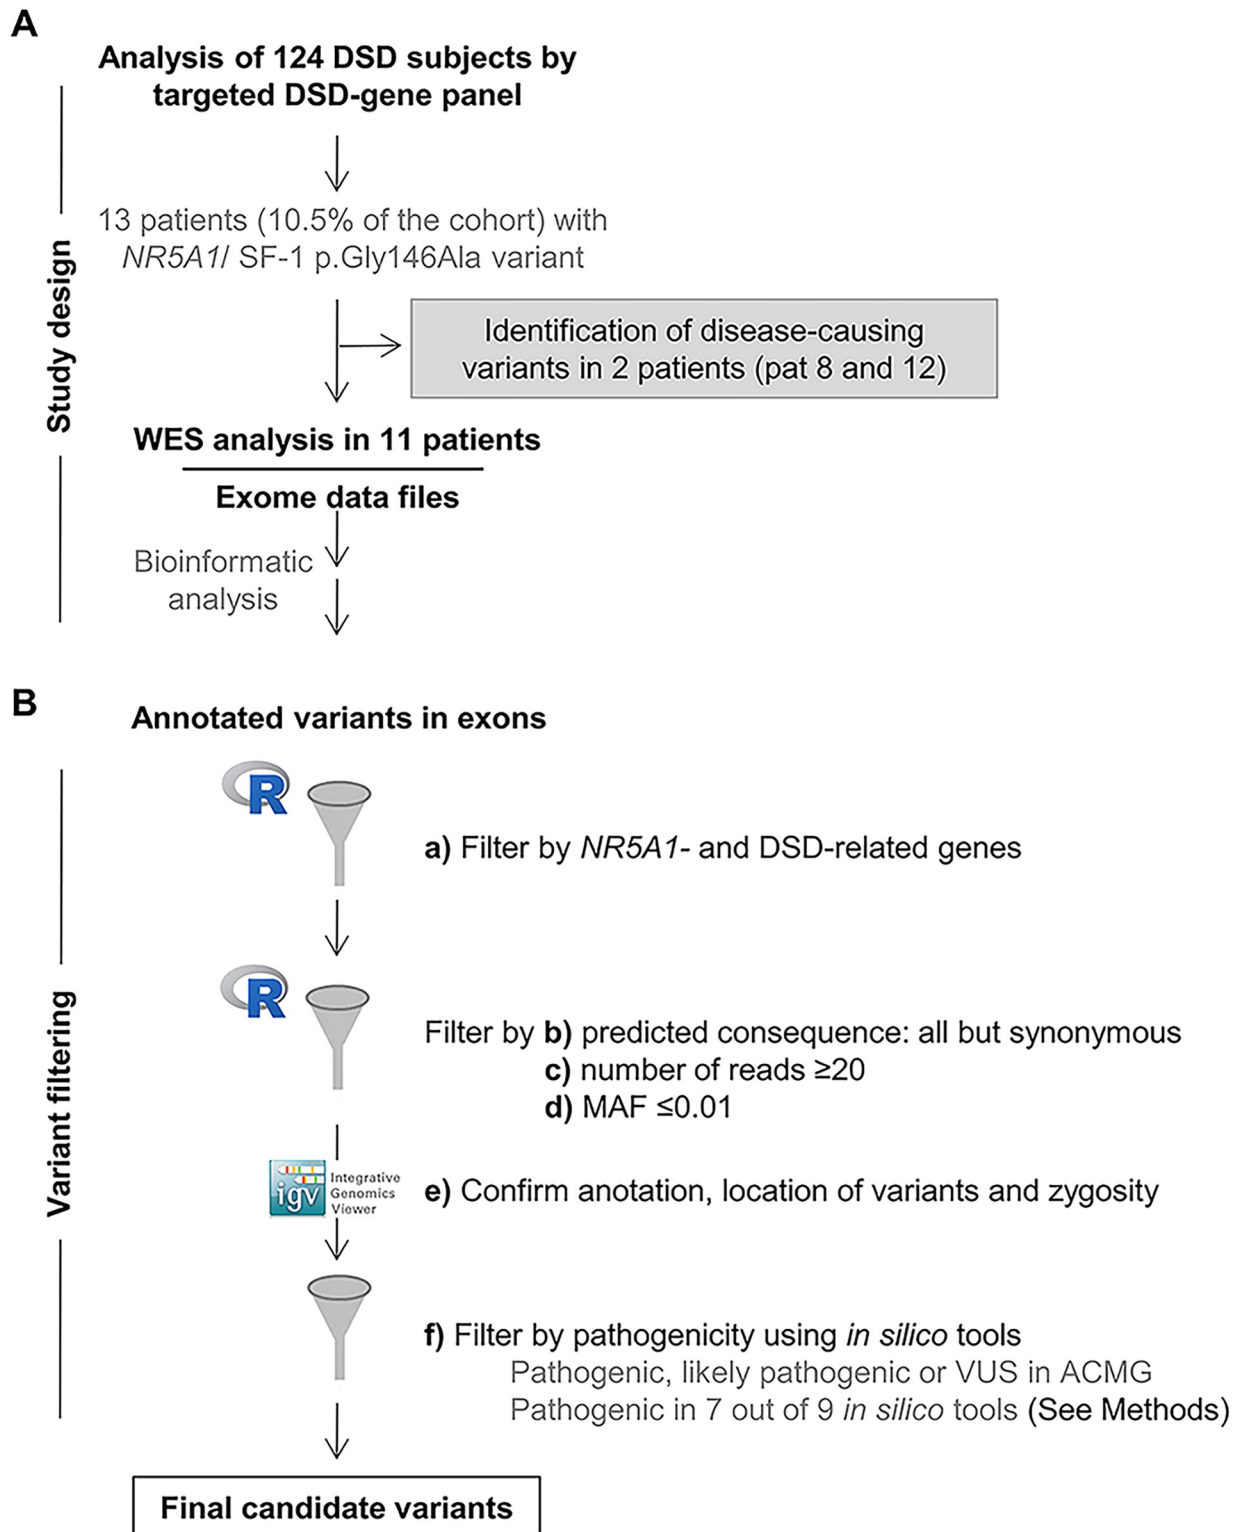 A
Analysis of 124 DSD subjects by
targeted DSD-gene panel
13 patients (10.5% of the cohort) with
NR5A1/ SF-1 p.Gly146Ala variant
Identification of disease-causing
variants in 2 patients (pat 8 and 12)
Study design
WES analysis in 11 patients
Exome data files
Bioinformatic
analysis
B
Annotated variants in exons
R
a) Filter by NR5A1- and DSD-related genes
R
Filter by b) predicted consequence: all but synonymous
c) number of reads ≥20
d) MAF ≤0.01
Variant filtering
igv
Integrative
Genomics
Viewer
e) Confirm anotation, location of variants and zygosity
f) Filter by pathogenicity using in silico tools
Pathogenic, likely pathogenic or VUS in ACMG
Pathogenic in 7 out of 9 in silico tools (See Methods)
Final candidate variants